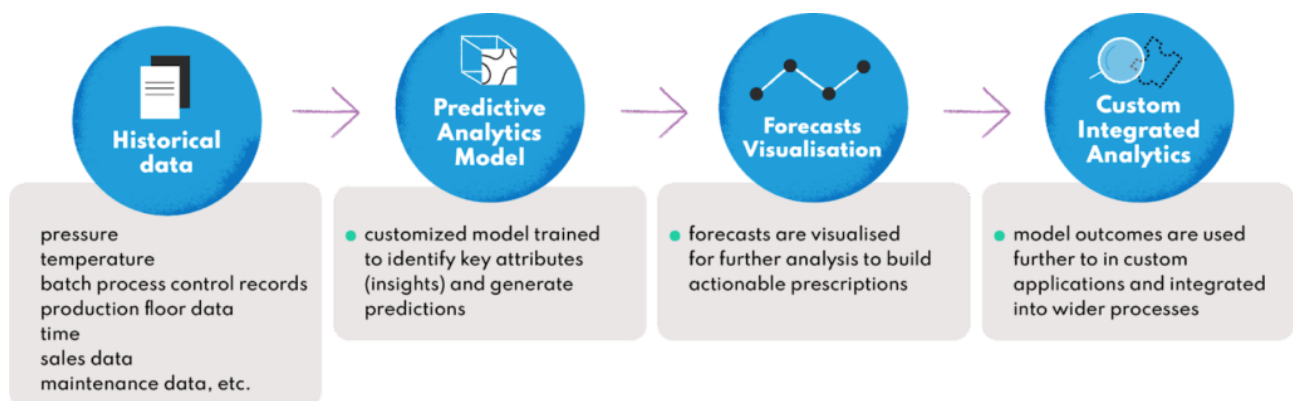 Historical
data
pressure
temperature
batch process control records
production floor data
time
sales data
maintenance data, etc.
Predictive
Analytics
Model
customized model trained
to identify key attributes
(insights) and generate
predictions
Forecasts
Visualisation
forecasts are visualised
for further analysis to build
actionable prescriptions
Custom
Integrated
Analytics
model outcomes are used
further to in custom
applications and integrated
into wider processes